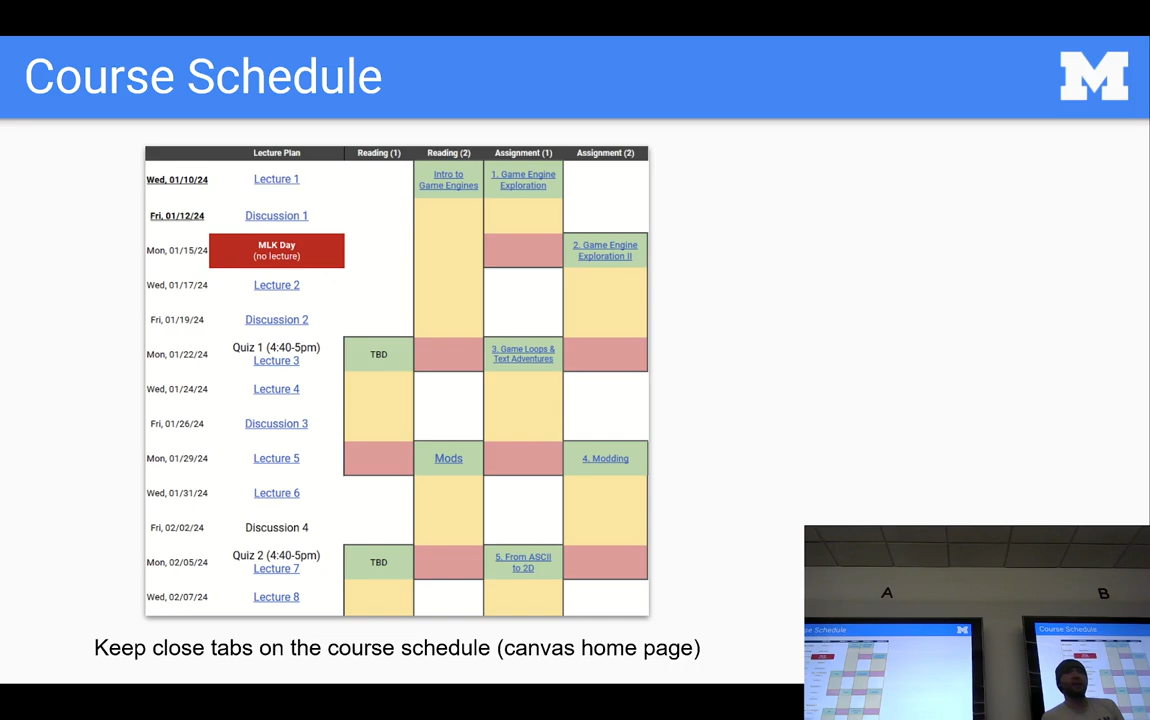 Course Schedule
M
Lecture Plan Reading (1) Reading (2) Assignment (1) Assignment (2)
Wed, 01/10/24 Lecture 1 Intro to Game Engines 1. Game Engine Exploration
Fri, 01/12/24 Discussion 1
Mon, 01/15/24 MLK Day (no lecture) 2. Game Engine Exploration II
Wed, 01/17/24 Lecture 2
Fri, 01/19/24 Discussion 2
Mon, 01/22/24 Quiz 1 (4:40-5pm) Lecture 3 TBD 3. Game Loops & Text Adventures
Wed, 01/24/24 Lecture 4
Fri, 01/26/24 Discussion 3
Mon, 01/29/24 Lecture 5 Mods 4. Modding
Wed, 01/31/24 Lecture 6
Fri, 02/02/24 Discussion 4
Mon, 02/05/24 Quiz 2 (4:40-5pm) Lecture 7 TBD 5. From ASCII to 2D
Wed, 02/07/24 Lecture 8
Keep close tabs on the course schedule (canvas home page)
A B
Schedule M Course Schedule